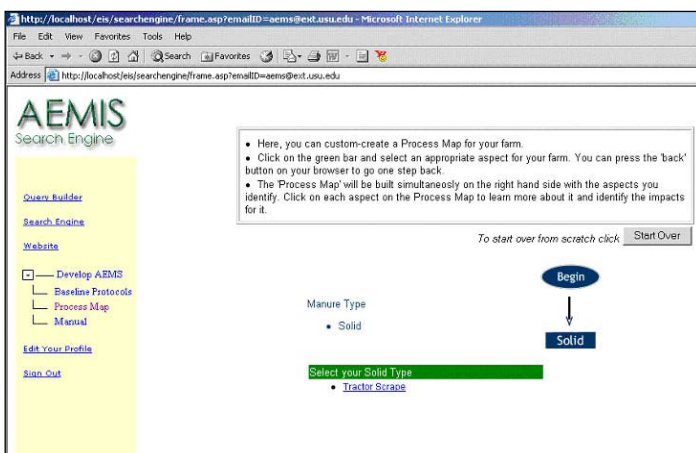 http://localhost/eis/searchengine/frame.asp?emailID=aems@ext.usu.edu - Microsoft Internet Explorer
File Edit View Favorites Tools Help
Back Search Favorites
Address http://localhost/eis/searchengine/frame.asp?emailID=aems@ext.usu.edu
AEMIS
Search Engine
• Here, you can custom-create a Process Map for your farm.
• Click on the green bar and select an appropriate aspect for your farm. You can press the 'back'
button on your browser to go one step back.
• The 'Process Map' will be built simultaneosly on the right hand side with the aspects you
identify. Click on each aspect on the Process Map to learn more about it and identify the impacts
for it.
To start over from scratch click Start Over
Query Builder
Search Engine
Website
Develop AEMS
Baseline Protocols
Process Map
Manual
Edit Your Profile
Sign Out
Manure Type
• Solid
Begin
Solid
Select your Solid Type
• Tractor Scrape